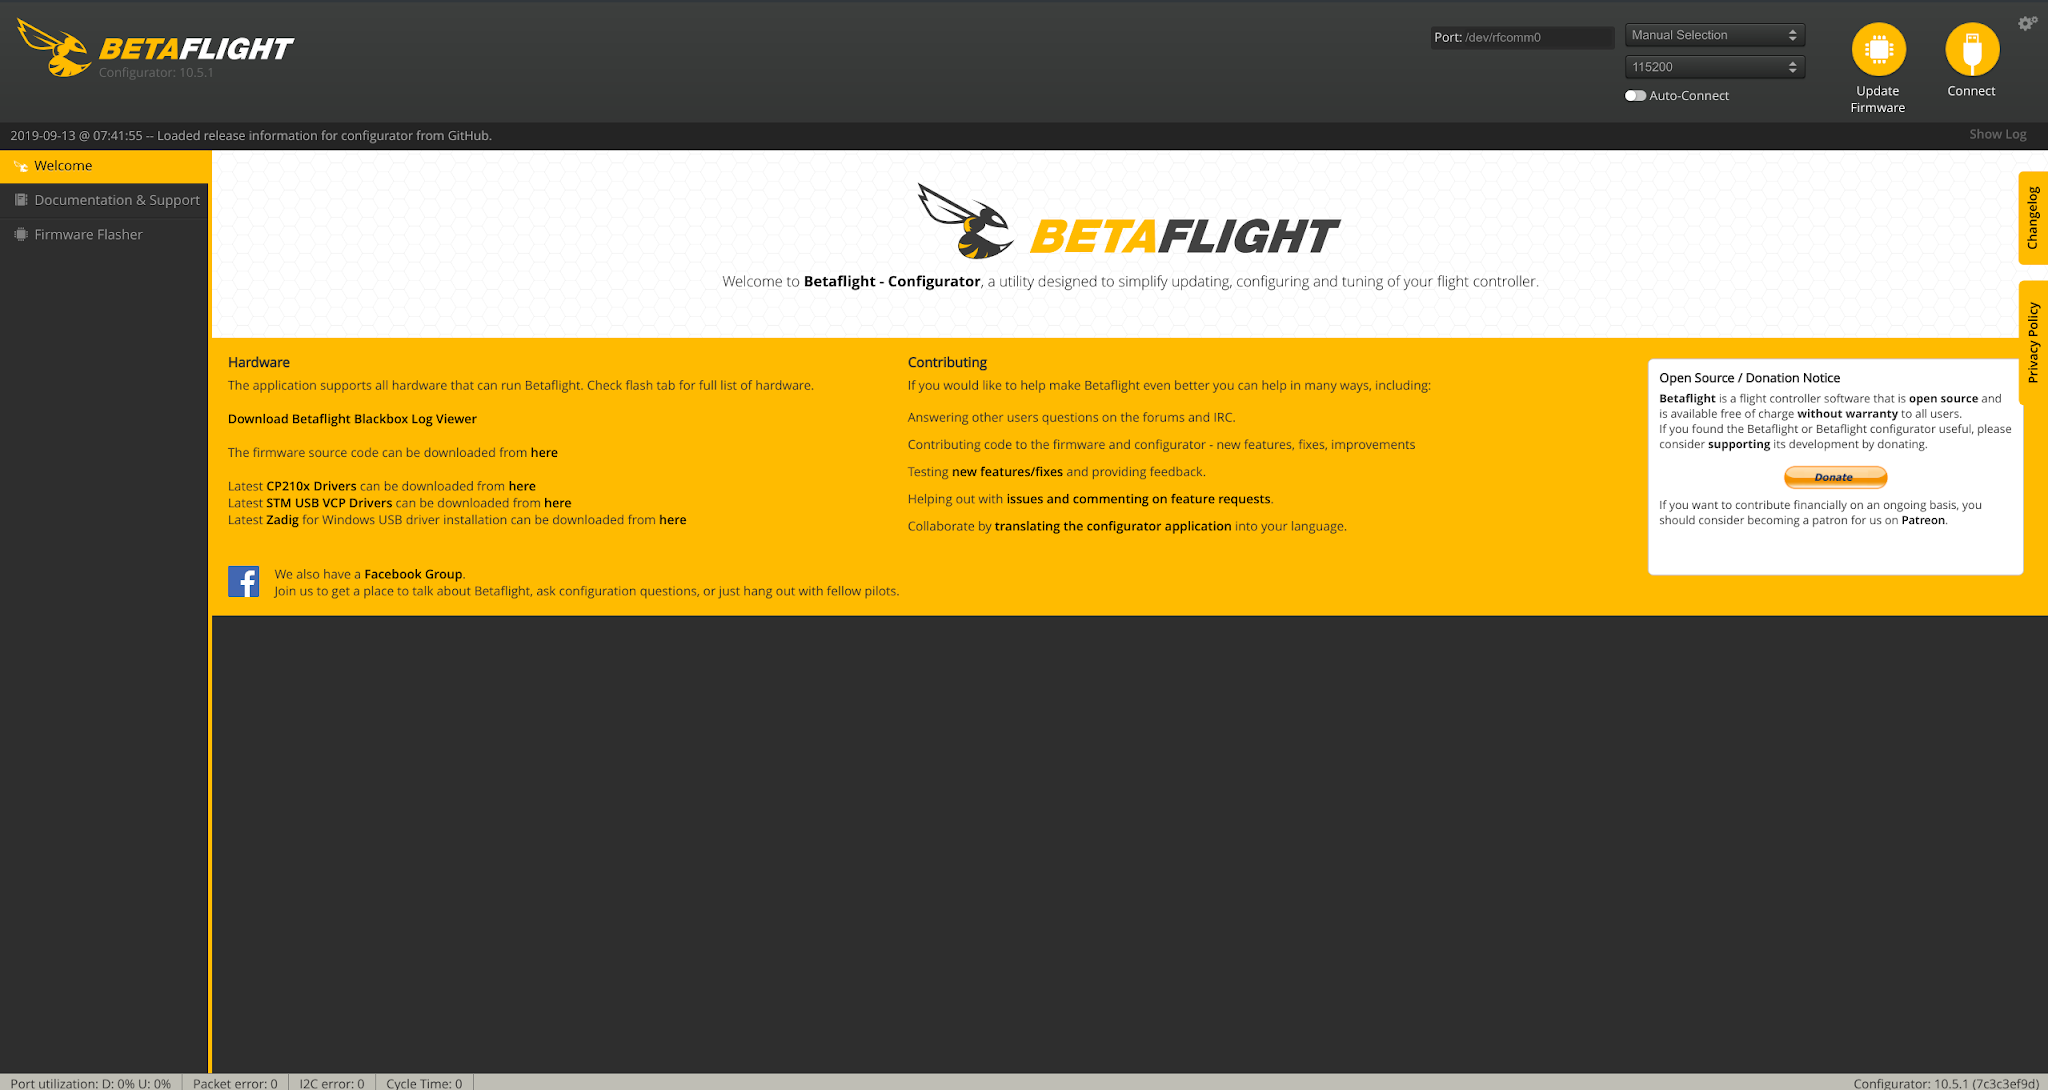 BETAFLIGHT
Configurator: 10.5.1
Port: /dev/rfcomm0
Manual Selection
115200
Auto-Connect
Update
Firmware
Connect
2019-09-13 @ 07:41:55 -- Loaded release information for configurator from GitHub.
Show Log
Welcome
Documentation & Support
Firmware Flasher
BETAFLIGHT
Welcome to Betaflight - Configurator, a utility designed to simplify updating, configuring and tuning of your flight controller.
Changelog
Privacy Policy
Hardware
The application supports all hardware that can run Betaflight. Check flash tab for full list of hardware.
Download Betaflight Blackbox Log Viewer
The firmware source code can be downloaded from here
Latest CP210x Drivers can be downloaded from here
Latest STM USB VCP Drivers can be downloaded from here
Latest Zadig for Windows USB driver installation can be downloaded from here
We also have a Facebook Group.
Join us to get a place to talk about Betaflight, ask configuration questions, or just hang out with fellow pilots.
Contributing
If you would like to help make Betaflight even better you can help in many ways, including:
Answering other users questions on the forums and IRC.
Contributing code to the firmware and configurator - new features, fixes, improvements
Testing new features/fixes and providing feedback.
Helping out with issues and commenting on feature requests.
Collaborate by translating the configurator application into your language.
Open Source / Donation Notice
Betaflight is a flight controller software that is open source and
is available free of charge without warranty to all users.
If you found the Betaflight or Betaflight configurator useful, please
consider supporting its development by donating.
Donate
If you want to contribute financially on an ongoing basis, you
should consider becoming a patron for us on Patreon.
Port utilization: D: 0% U: 0%
Packet error: 0
I2C error: 0
Cycle Time: 0
Configurator: 10.5.1 (7c3c3ef9d)